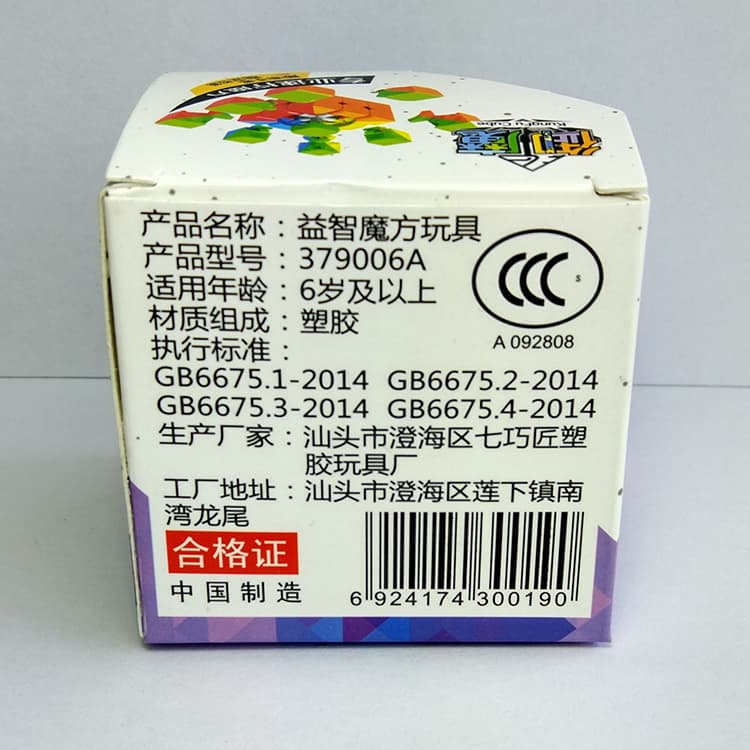 KungFu Cube
产品名称：益智魔方玩具
产品型号：379006A
适用年龄：6岁及以上
材质组成：塑胶
执行标准：
GB6675.1-2014 GB6675.2-2014
GB6675.3-2014 GB6675.4-2014
生产厂家：汕头市澄海区七巧匠塑
胶玩具厂
工厂地址：汕头市澄海区莲下镇南
湾龙尾
CCC S
A 092808
合格证
中国制造
6 924174 300190